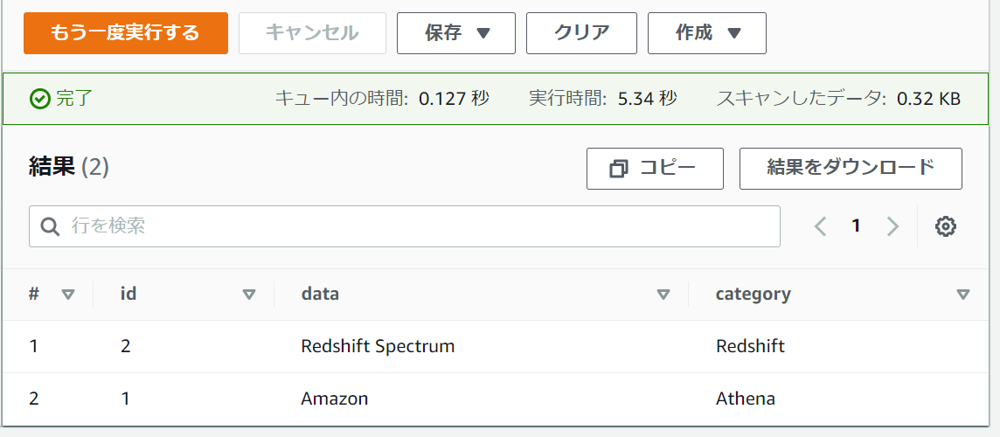 もう一度実行する キャンセル 保存 クリア 作成
完了 キュー内の時間: 0.127 秒 実行時間: 5.34 秒 スキャンしたデータ: 0.32 KB
結果 (2) コピー 結果をダウンロード
行を検索 1
# id data category
1 2 Redshift Spectrum Redshift
2 1 Amazon Athena